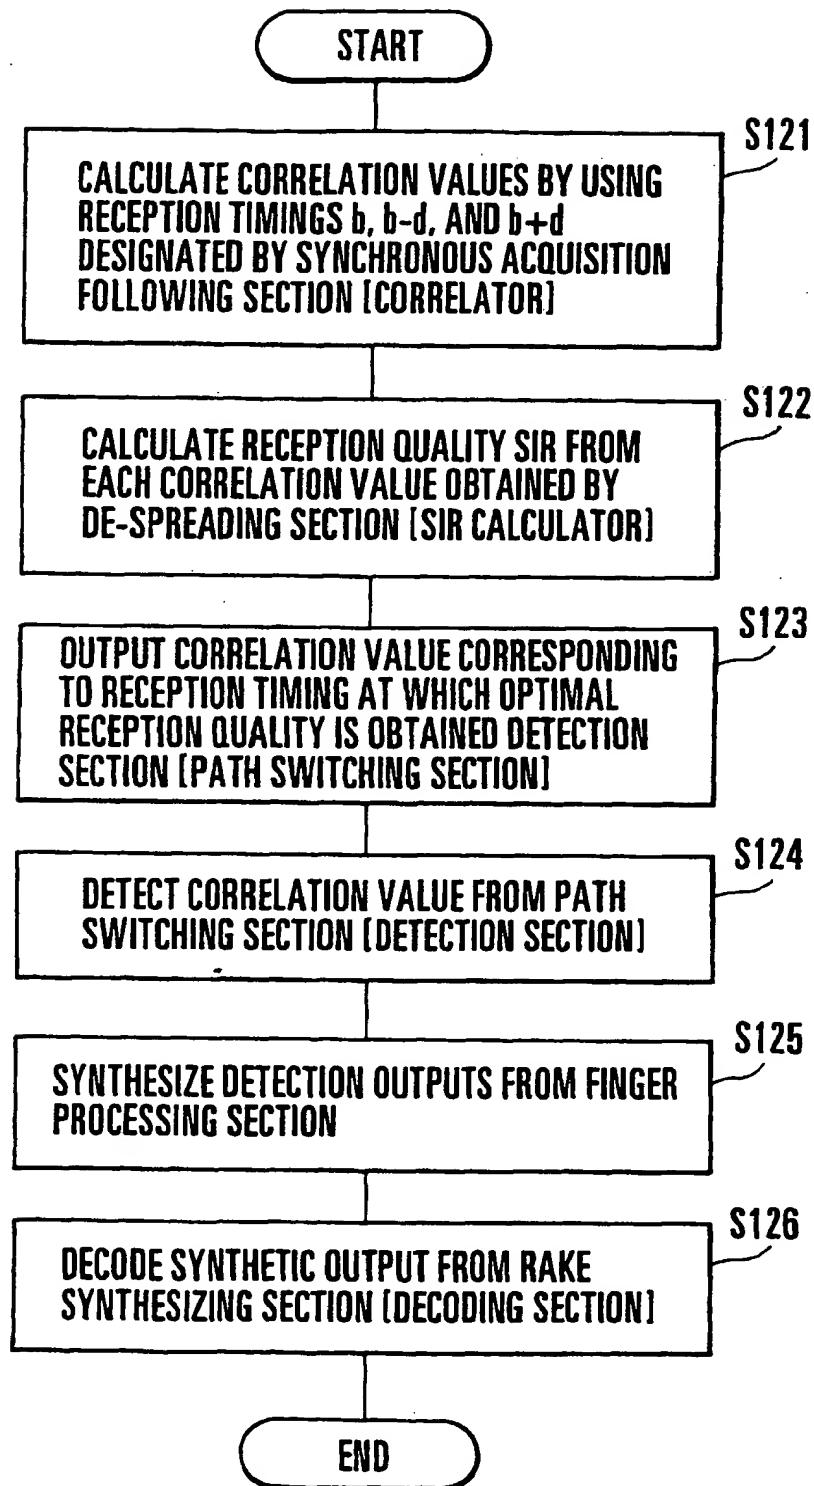 START
S121
CALCULATE CORRELATION VALUES BY USING
RECEPTION TIMINGS b, b-d, AND b+d
DESIGNATED BY SYNCHRONOUS ACQUISITION
FOLLOWING SECTION [CORRELATOR]
S122
CALCULATE RECEPTION QUALITY SIR FROM
EACH CORRELATION VALUE OBTAINED BY
DE-SPREADING SECTION [SIR CALCULATOR]
S123
OUTPUT CORRELATION VALUE CORRESPONDING
TO RECEPTION TIMING AT WHICH OPTIMAL
RECEPTION QUALITY IS OBTAINED DETECTION
SECTION [PATH SWITCHING SECTION]
S124
DETECT CORRELATION VALUE FROM PATH
SWITCHING SECTION [DETECTION SECTION]
S125
SYNTHESIZE DETECTION OUTPUTS FROM FINGER
PROCESSING SECTION
S126
DECODE SYNTHETIC OUTPUT FROM RAKE
SYNTHESIZING SECTION [DECODING SECTION]
END